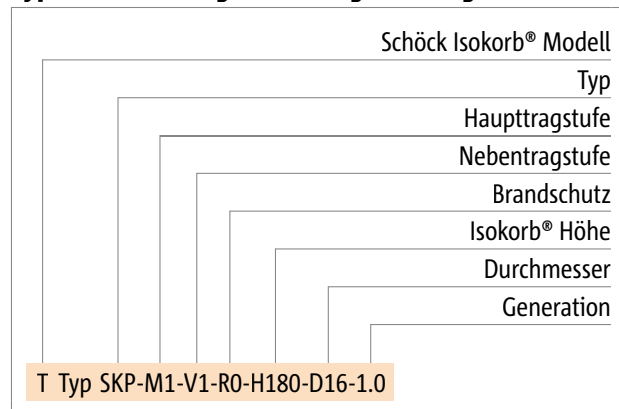 Schöck Isokorb® Modell
Typ
Haupttragstufe
Nebentragstufe
Brandschutz
Isokorb® Höhe
Durchmesser
Generation
T Typ SKP-M1-V1-R0-H180-D16-1.0